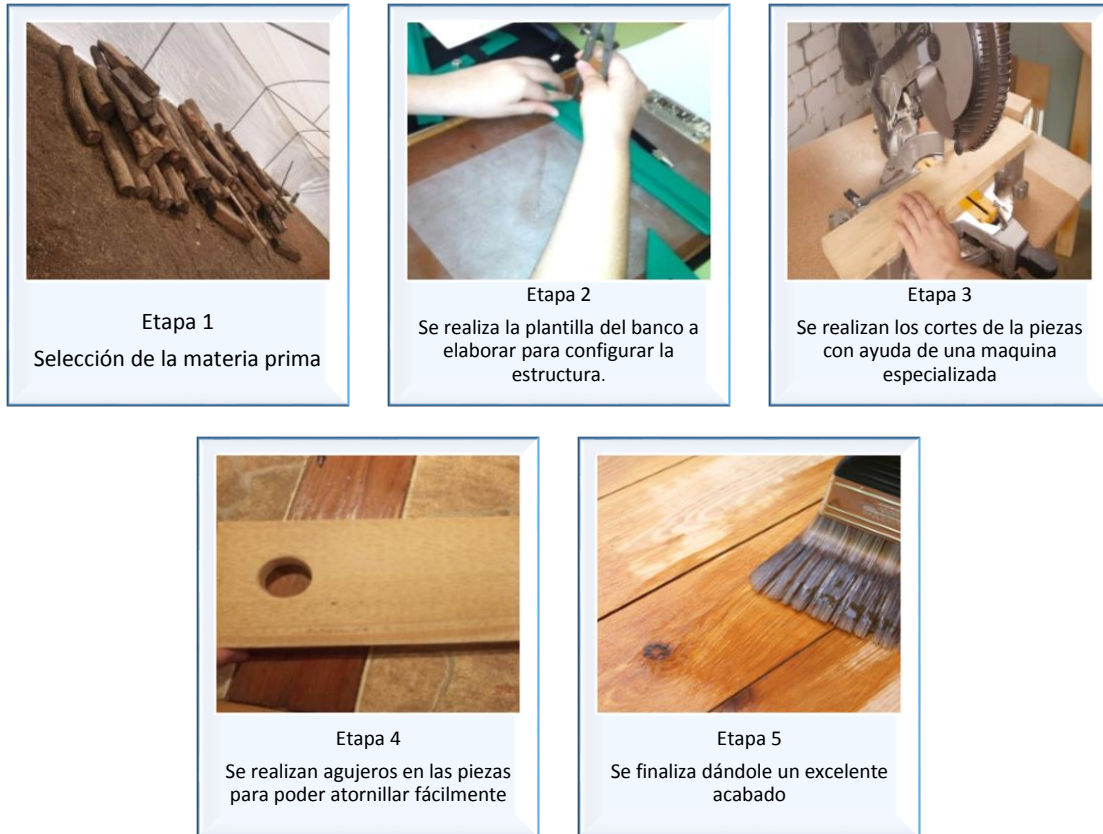 Etapa 1
Selección de la materia prima
Etapa 2
Se realiza la plantilla del banco a
elaborar para configurar la
estructura.
Etapa 3
Se realizan los cortes de la piezas
con ayuda de una maquina
especializada
Etapa 4
Se realizan agujeros en las piezas
para poder atornillar fácilmente
Etapa 5
Se finaliza dándole un excelente
acabado